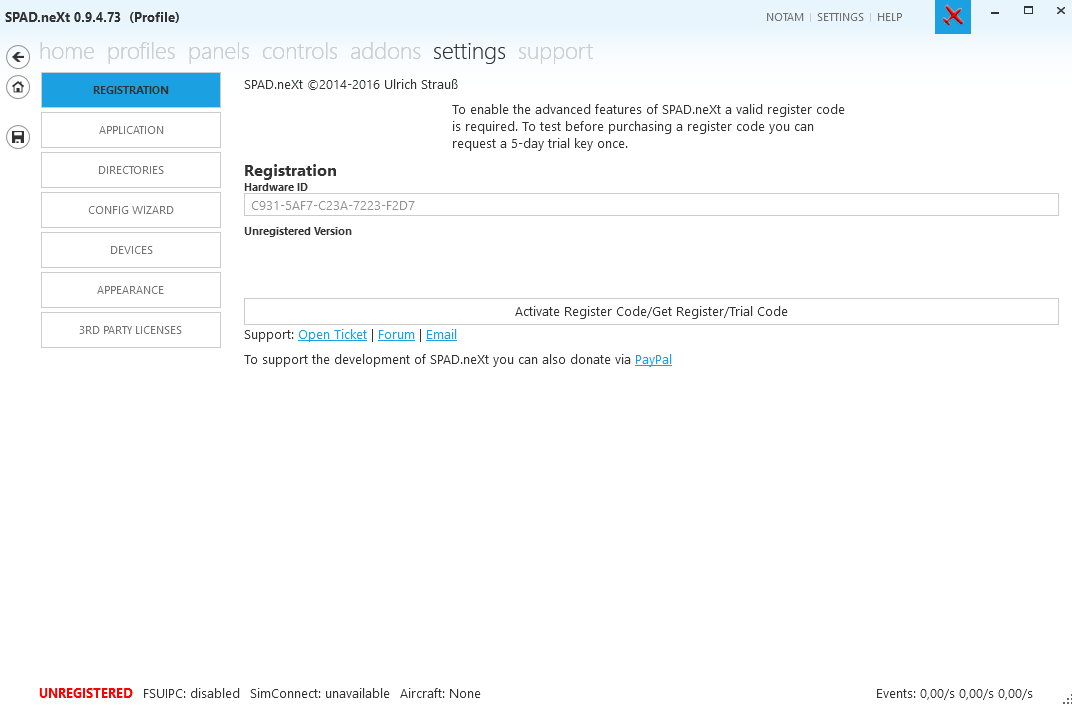 SPAD.neXt 0.9.4.73 (Profile)
NOTAM | SETTINGS | HELP
home profiles panels controls addons settings support
REGISTRATION
APPLICATION
DIRECTORIES
CONFIG WIZARD
DEVICES
APPEARANCE
3RD PARTY LICENSES
SPAD.neXt ©2014-2016 Ulrich Strauß
To enable the advanced features of SPAD.neXt a valid register code
is required. To test before purchasing a register code you can
request a 5-day trial key once.
Registration
Hardware ID
C931-5AF7-C23A-7223-F2D7
Unregistered Version
Activate Register Code/Get Register/Trial Code
Support: Open Ticket | Forum | Email
To support the development of SPAD.neXt you can also donate via PayPal
UNREGISTERED FSUIPC: disabled SimConnect: unavailable Aircraft: None
Events: 0,00/s 0,00/s 0,00/s